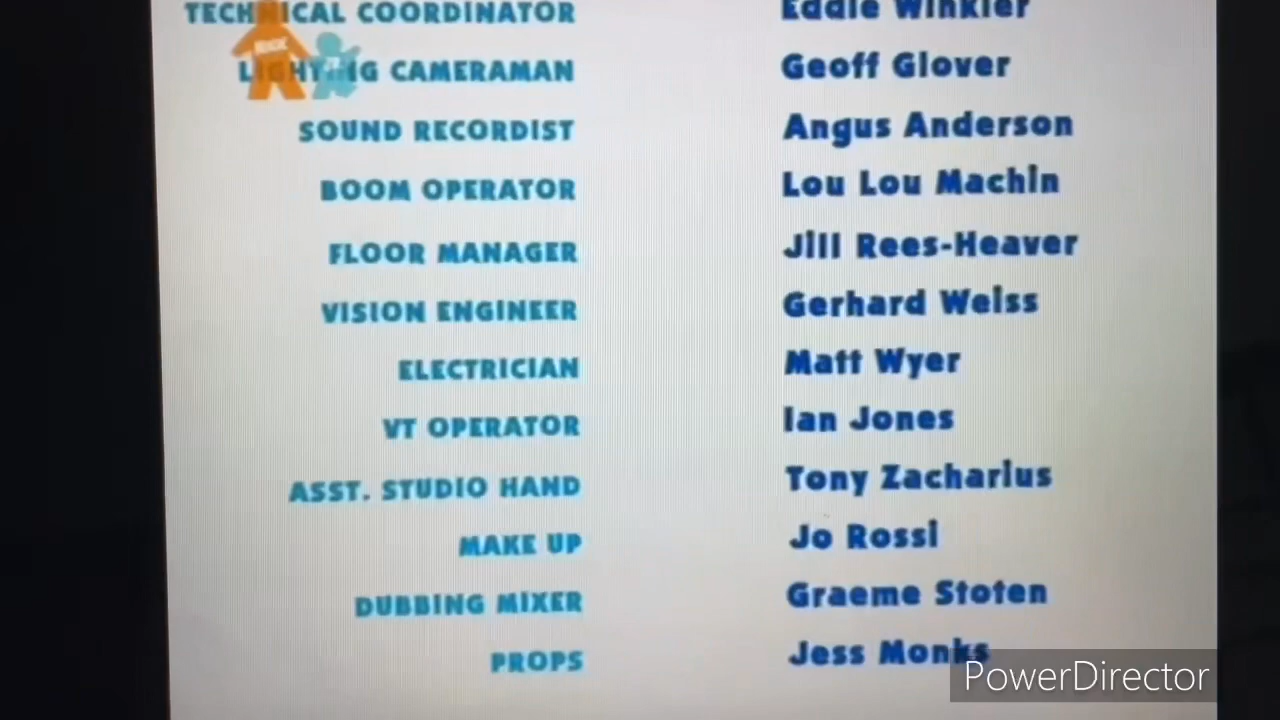 TECHNICAL COORDINATOR Eddie Winkler
LIGHTING CAMERAMAN Geoff Glover
SOUND RECORDIST Angus Anderson
BOOM OPERATOR Lou Lou Machin
FLOOR MANAGER Jill Rees-Heaver
VISION ENGINEER Gerhard Weiss
ELECTRICIAN Matt Wyer
VT OPERATOR Ian Jones
ASST. STUDIO HAND Tony Zacharius
MAKE UP Jo Rossi
DUBBING MIXER Graeme Stoten
PROPS Jess Monks
PowerDirector